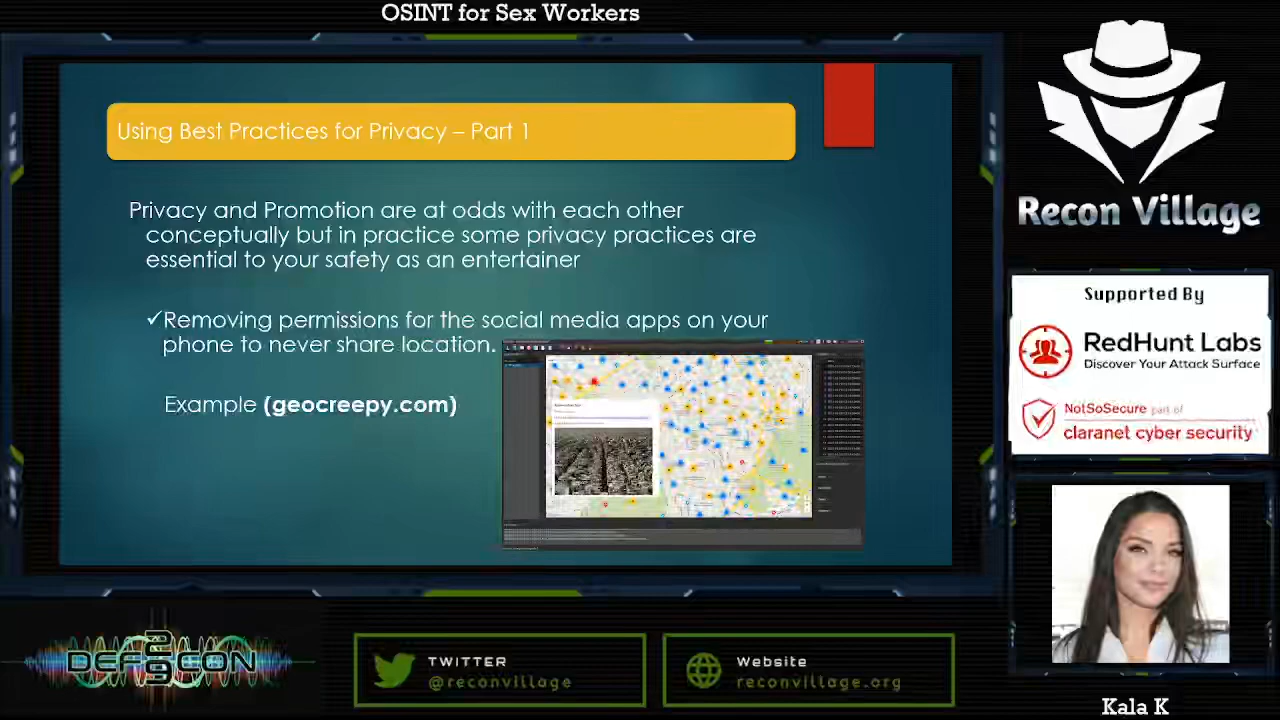 OSINT for Sex Workers
Using Best Practices for Privacy – Part 1
Privacy and Promotion are at odds with each other
conceptually but in practice some privacy practices are
essential to your safety as an entertainer
✓Removing permissions for the social media apps on your
phone to never share location.
Example (geocreepy.com)
Recon Village
Supported By
RedHunt Labs
Discover Your Attack Surface
NotSoSecure part of
claranet cyber security
Kala K
DEF CON
29
TWITTER
@reconvillage
Website
reconvillage.org